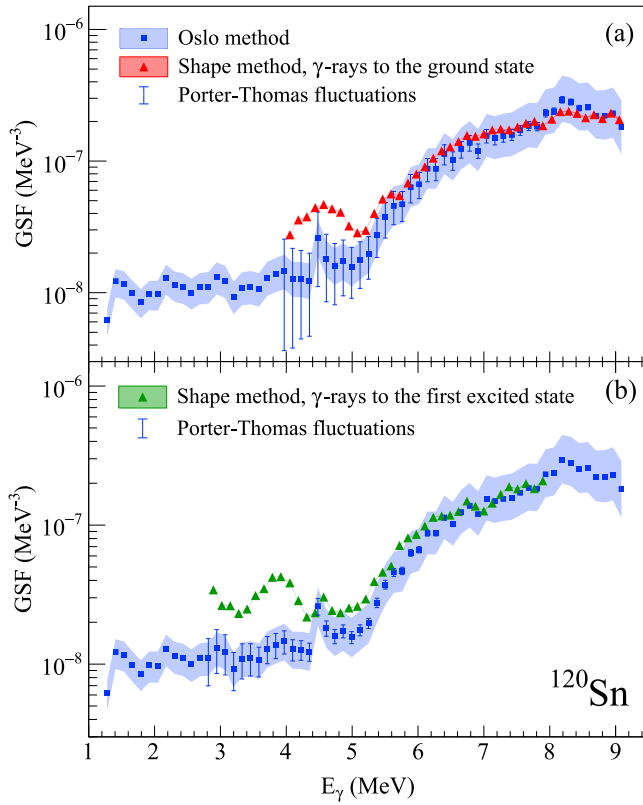 10⁻⁶
(a)
Oslo method
Shape method, γ-rays to the ground state
Porter-Thomas fluctuations
GSF (MeV⁻³)
10⁻⁷
10⁻⁸
10⁻⁶
(b)
Shape method, γ-rays to the first excited state
Porter-Thomas fluctuations
GSF (MeV⁻³)
10⁻⁷
10⁻⁸
¹²⁰Sn
1 2 3 4 5 6 7 8 9
E_γ (MeV)